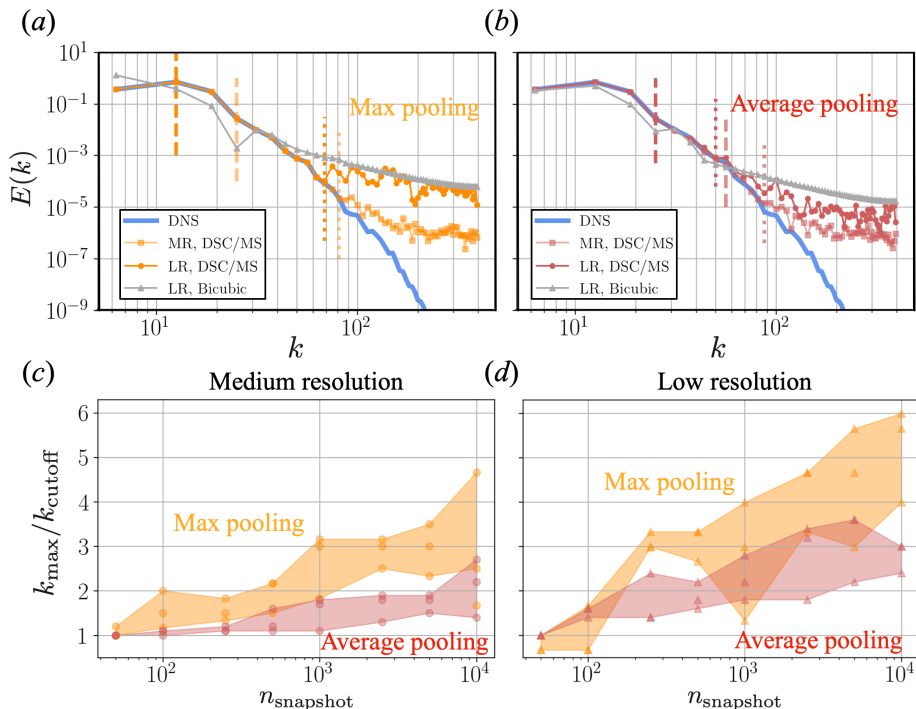 (a)
(b)
10^1
10^{-1}
10^{-3}
10^{-5}
10^{-7}
10^{-9}
E(k)
Max pooling
DNS
MR, DSC/MS
LR, DSC/MS
LR, Bicubic
10^1
10^2
k
Average pooling
DNS
MR, DSC/MS
LR, DSC/MS
LR, Bicubic
10^1
10^2
k
(c)
Medium resolution
(d)
Low resolution
6
5
4
3
2
1
k_max/k_cutoff
Max pooling
Average pooling
10^2
10^3
10^4
n_snapshot
Max pooling
Average pooling
10^2
10^3
10^4
n_snapshot